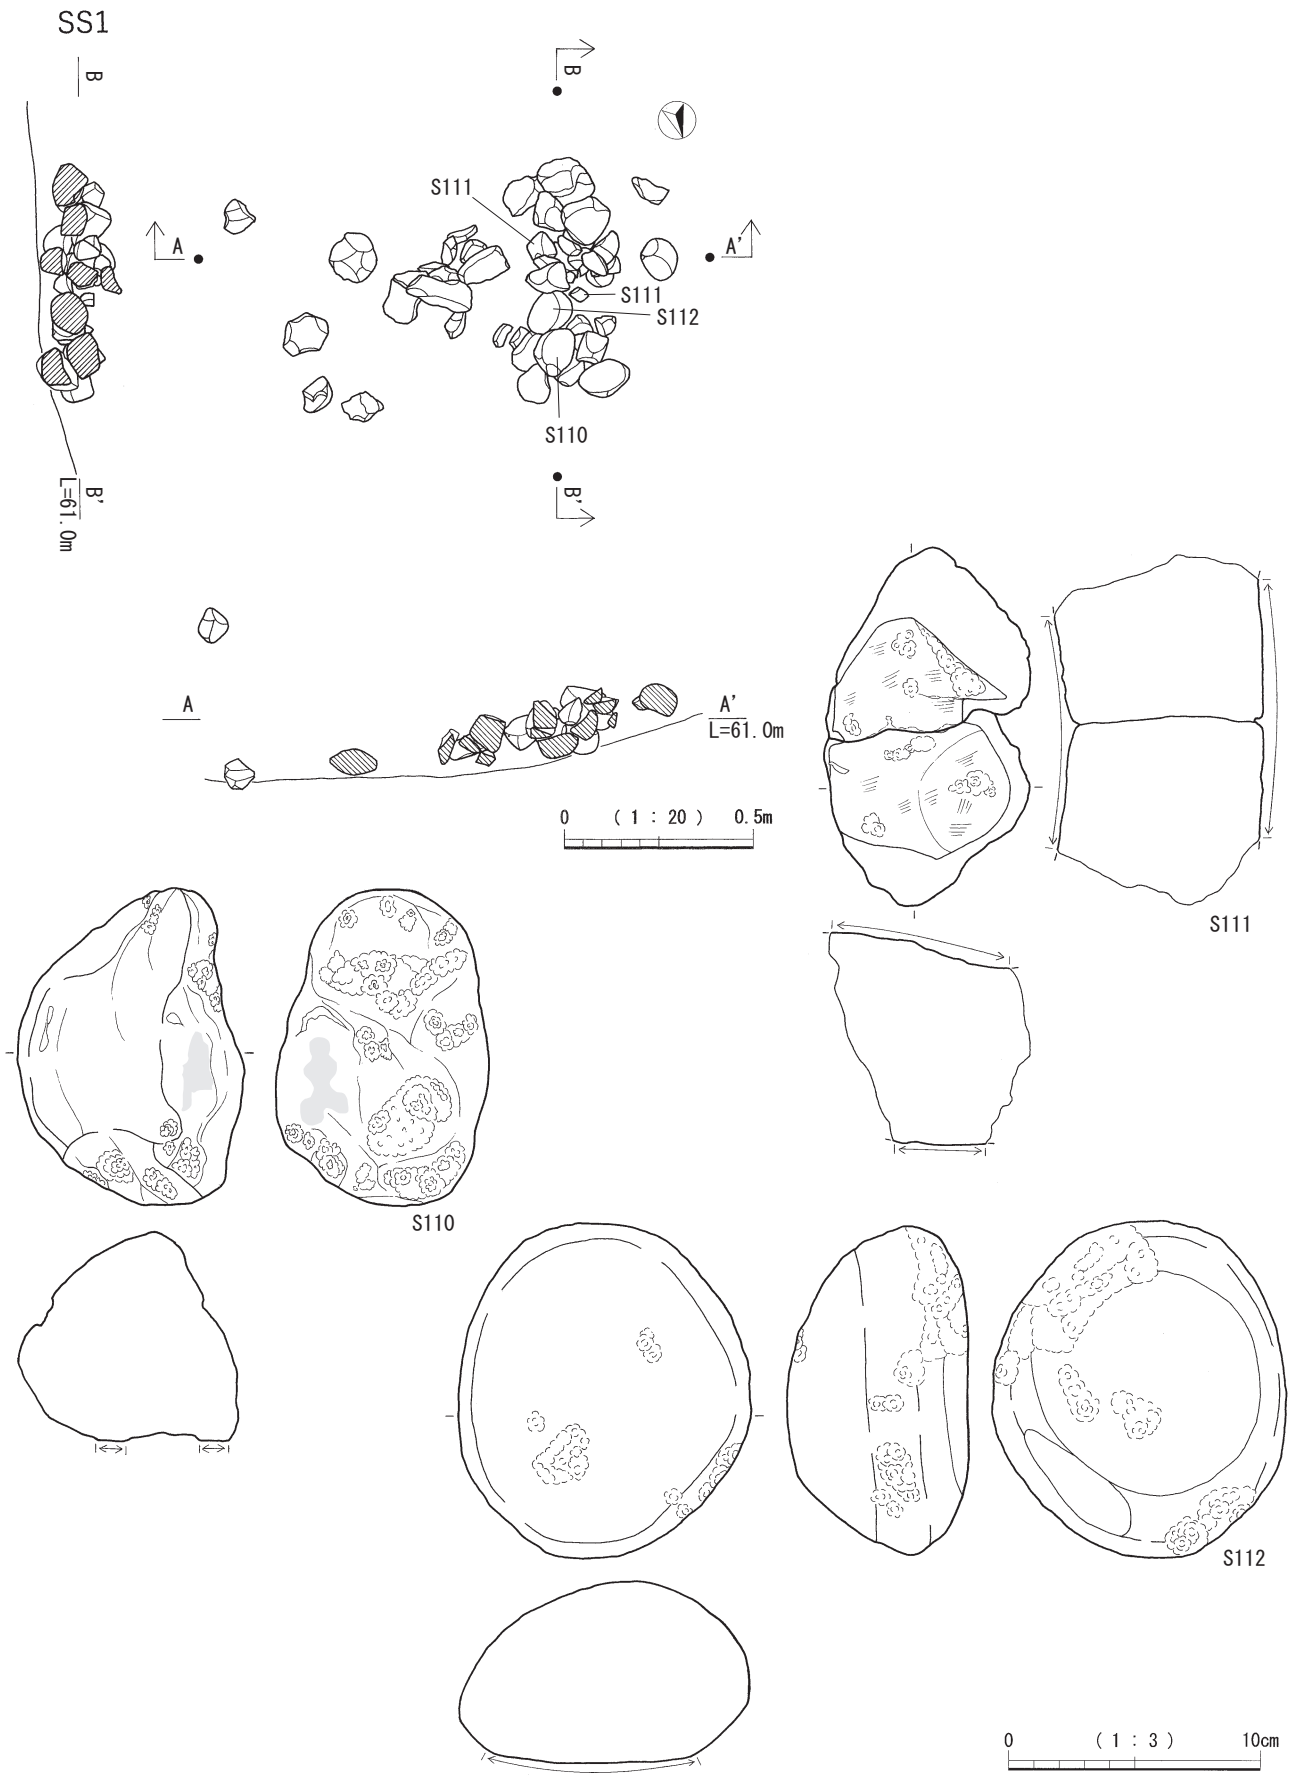 SS1
B
B
S111
A
A'
S111
S112
S110
B'
L=61.0m
B'
A
A'
L=61.0m
0 ( 1 : 20 ) 0.5m
S111
S110
S112
0 ( 1 : 3 ) 10cm